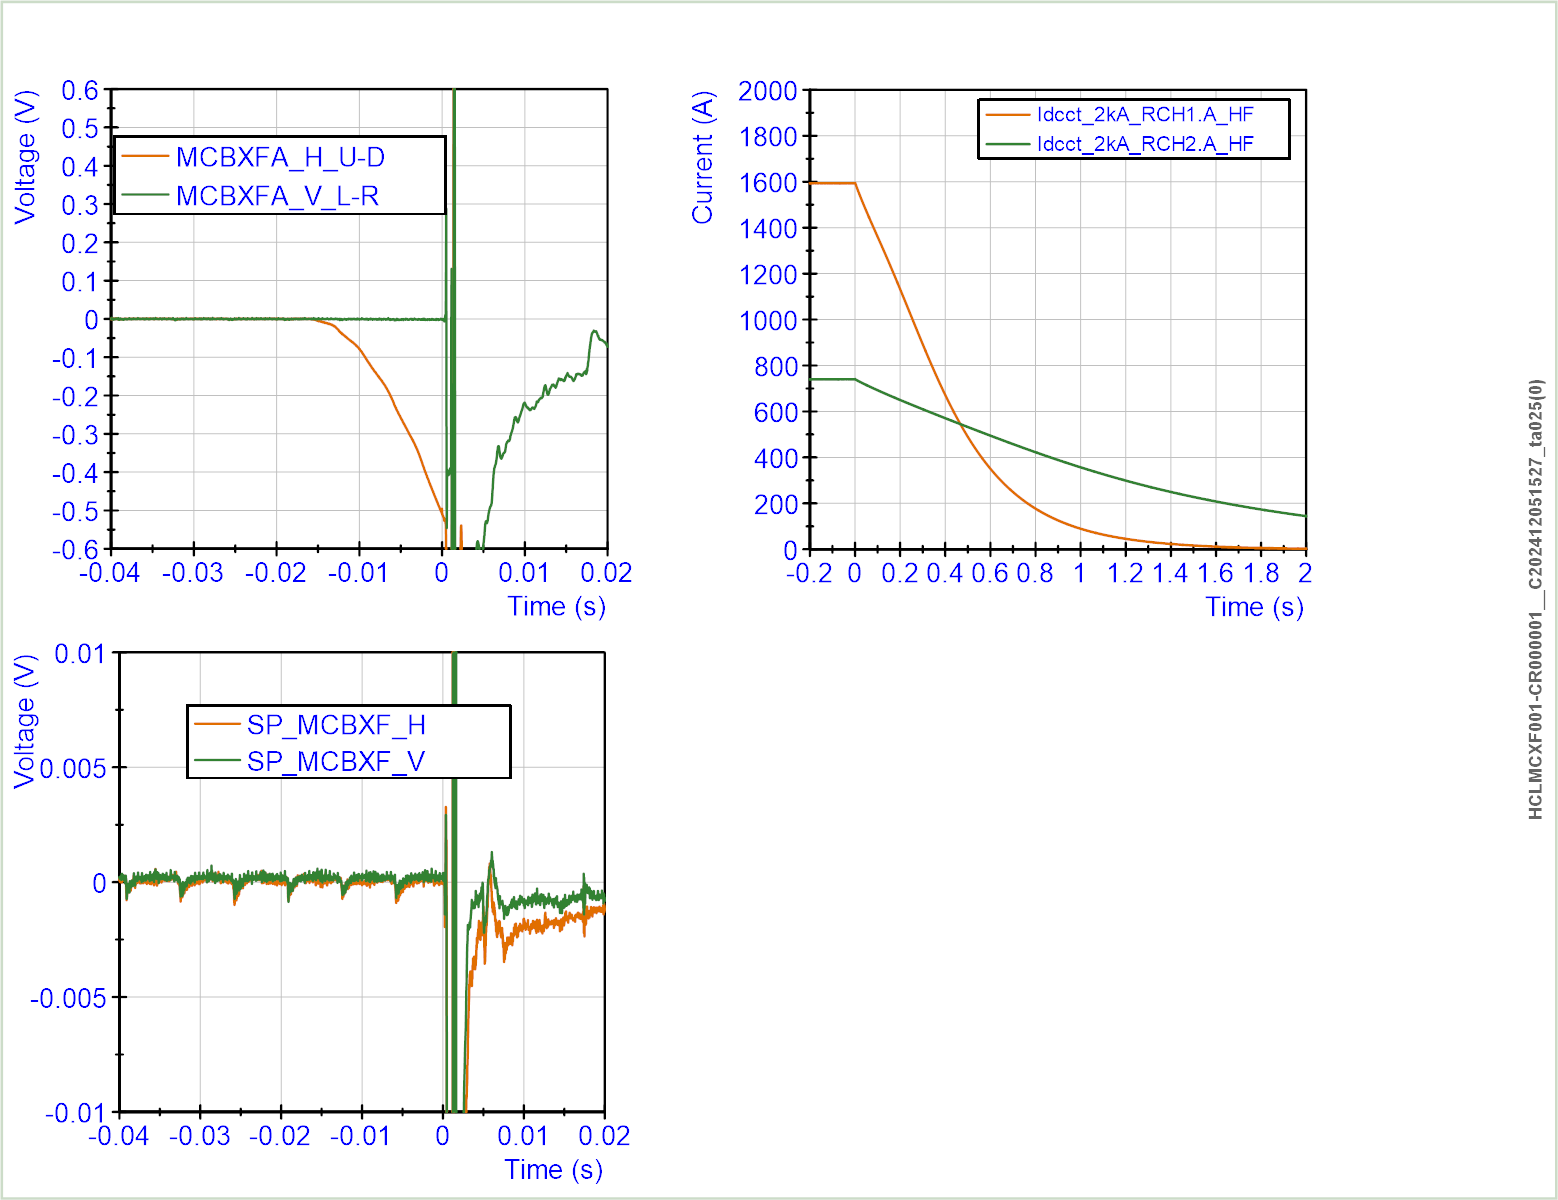 Voltage (V)
0.6
0.5
0.4
0.3
0.2
0.1
0
-0.1
-0.2
-0.3
-0.4
-0.5
-0.6
MCBXFA_H_U-D
MCBXFA_V_L-R
-0.04 -0.03 -0.02 -0.01 0 0.01 0.02
Time (s)
Current (A)
2000
1800
1600
1400
1200
1000
800
600
400
200
0
Idcct_2kA_RCH1.A_HF
Idcct_2kA_RCH2.A_HF
-0.2 0 0.2 0.4 0.6 0.8 1 1.2 1.4 1.6 1.8 2
Time (s)
Voltage (V)
0.01
0.005
0
-0.005
-0.01
SP_MCBXF_H
SP_MCBXF_V
-0.04 -0.03 -0.02 -0.01 0 0.01 0.02
Time (s)
HCLMCXF001-CR000001__C202412051527_ta025(0)